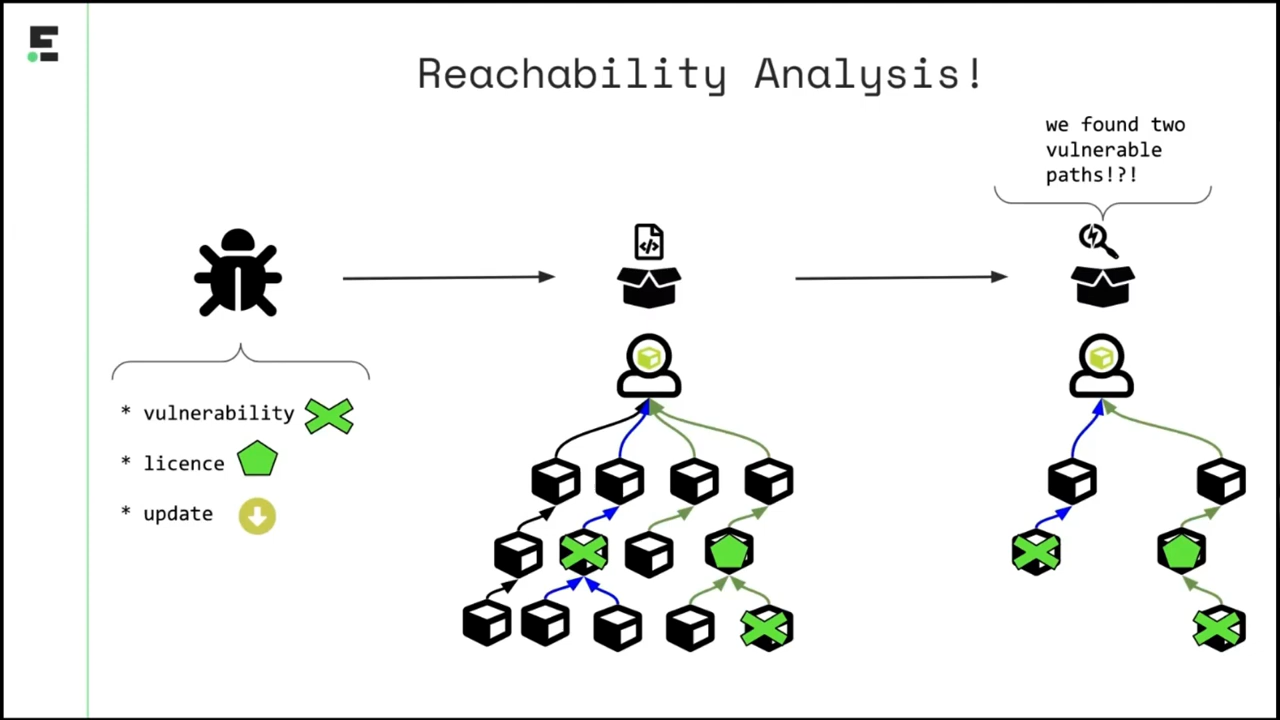 Reachability Analysis!
we found two
vulnerable
paths!?!
* vulnerability
* licence
* update